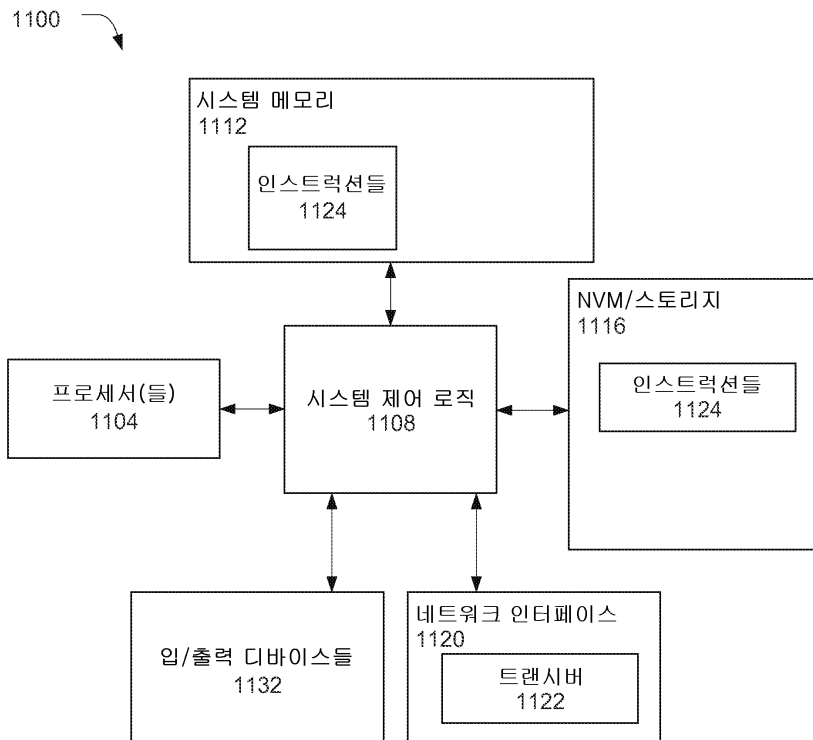 1100
시스템 메모리
1112
인스트럭션들
1124
NVM/스토리지
1116
인스트럭션들
1124
프로세서(들)
1104
시스템 제어 로직
1108
입/출력 디바이스들
1132
네트워크 인터페이스
1120
트랜시버
1122